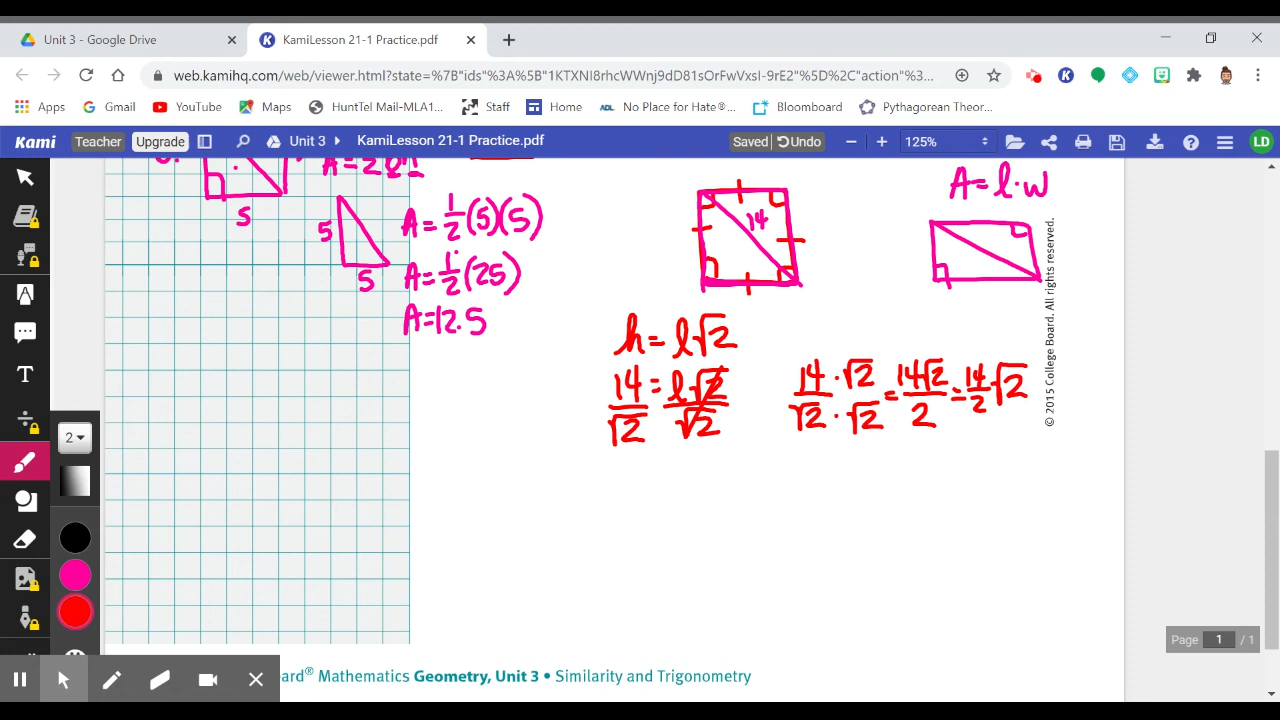 Unit 3 - Google Drive
KamiLesson 21-1 Practice.pdf
web.kamihq.com/web/viewer.html?state=%7B"ids"%3A%5B"1KTXNI8rhcWWnj9dD81sOrFwVxsI-9rE2"%5D%2C"action"%3...
Apps
Gmail
YouTube
Maps
HuntTel Mail-MLA1...
Staff
Home
ADL No Place for Hate®...
Bloomboard
Pythagorean Theor...
Kami
Teacher
Upgrade
Unit 3
KamiLesson 21-1 Practice.pdf
Saved
Undo
125%
LD
5
5
5
A = 1/2 (5)(5)
A = 1/2 (25)
A = 12.5
14
A = l · w
h = l√2
14/√2 = l√2/√2
14/√2 · √2/√2 = 14√2/2 = 14/2 √2
© 2015 College Board. All rights reserved.
T
2
Page 1 / 1
ard® Mathematics Geometry, Unit 3 • Similarity and Trigonometry